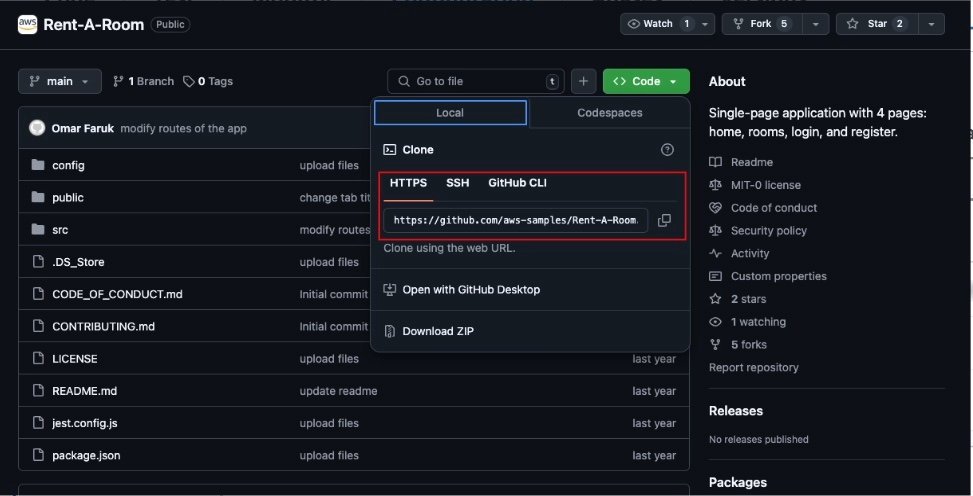 aws Rent-A-Room Public Watch 1 Fork 5 Star 2
main 1 Branch 0 Tags Go to file t Code
Local Codespaces
Omar Faruk modify routes of the app
Clone
config upload files
HTTPS SSH GitHub CLI
public change tab tit
https://github.com/aws-samples/Rent-A-Room.
src modify routes
Clone using the web URL.
.DS_Store upload files
Open with GitHub Desktop
CODE_OF_CONDUCT.md Initial commit
CONTRIBUTING.md Initial commit
Download ZIP
LICENSE upload files last year
README.md update readme last year
jest.config.js upload files last year
package.json upload files last year
About
Single-page application with 4 pages:
home, rooms, login, and register.
Readme
MIT-0 license
Code of conduct
Security policy
Activity
Custom properties
2 stars
1 watching
5 forks
Report repository
Releases
No releases published
Packages